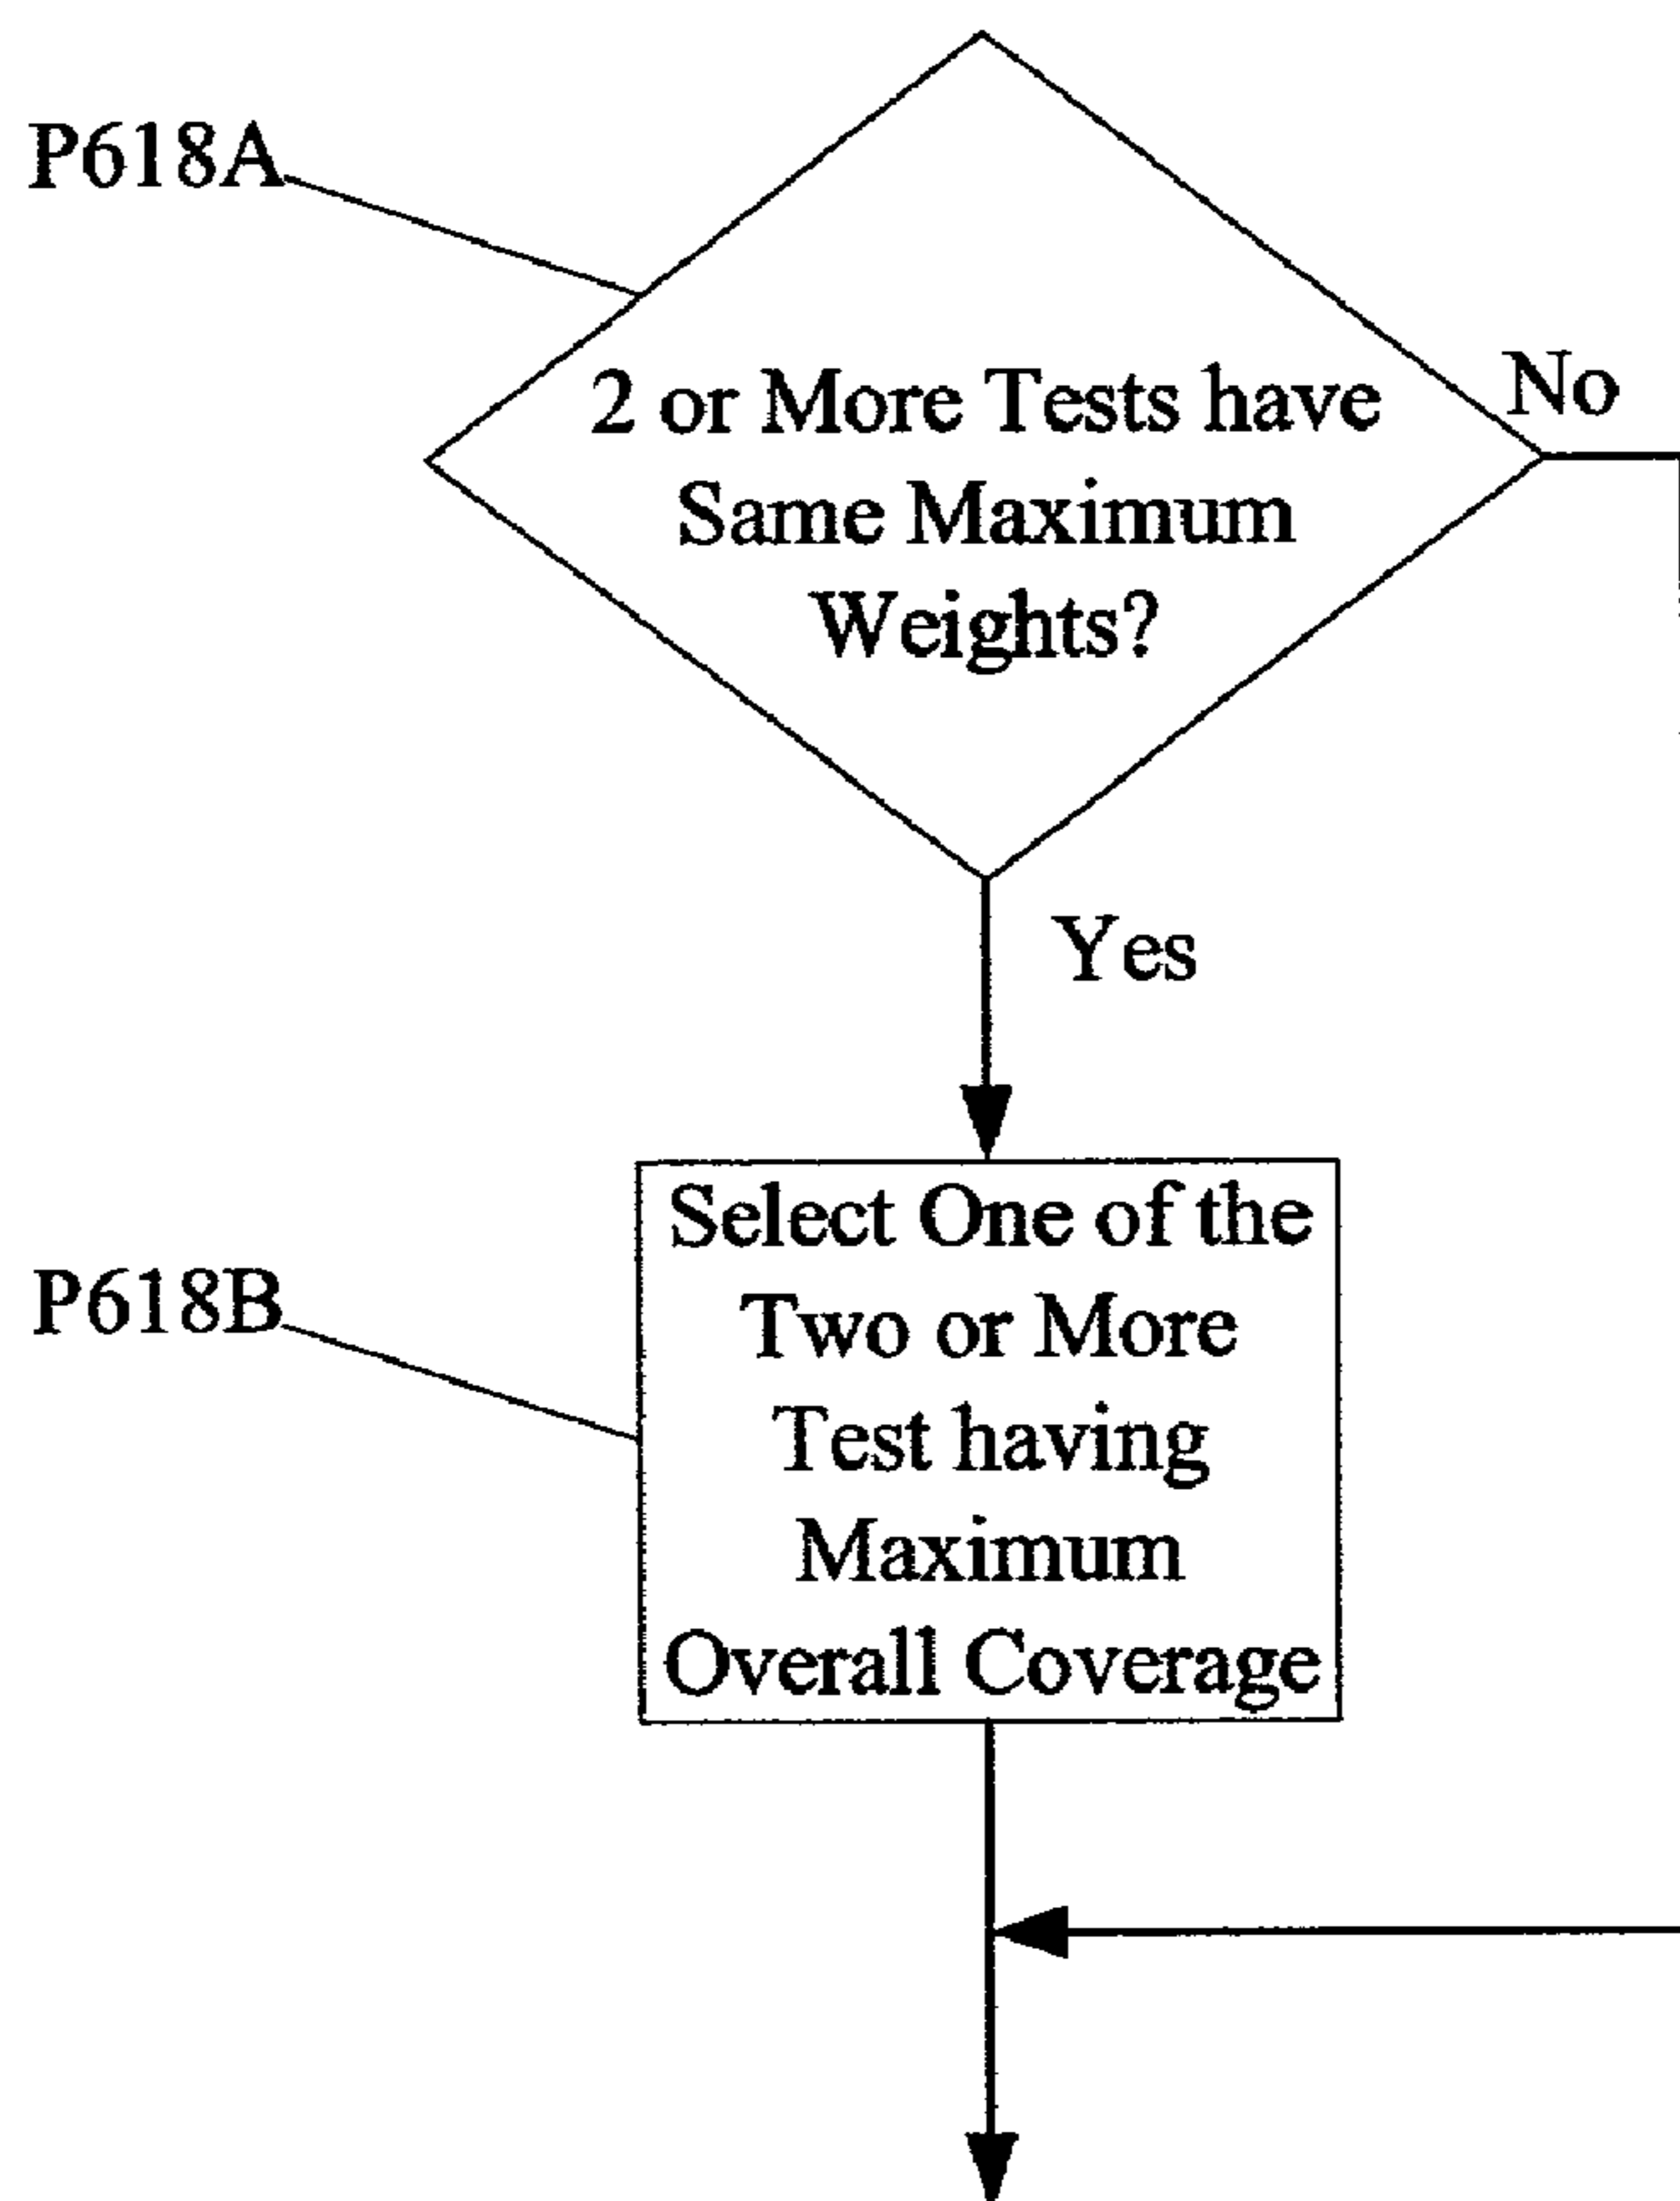 P618A
2 or More Tests have
Same Maximum
Weights?
No
Yes
P618B
Select One of the
Two or More
Test having
Maximum
Overall Coverage